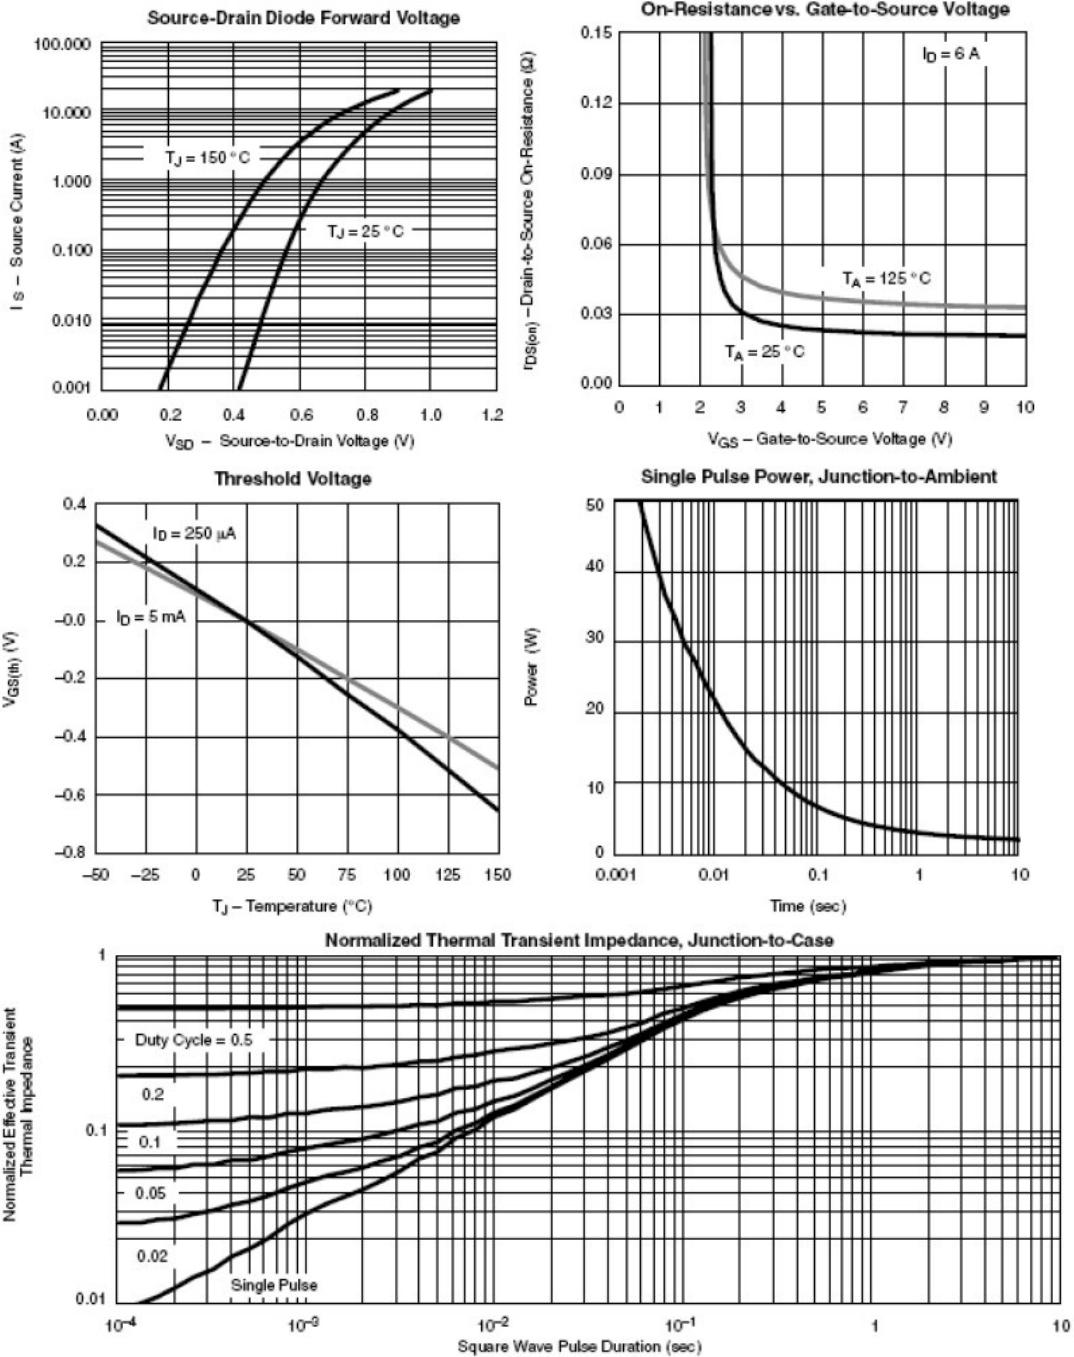 Source-Drain Diode Forward Voltage
100.000
10.000
1.000
0.100
0.010
0.001
I S – Source Current (A)
TJ = 150 °C
TJ = 25 °C
0.00 0.2 0.4 0.6 0.8 1.0 1.2
VSD – Source-to-Drain Voltage (V)
On-Resistance vs. Gate-to-Source Voltage
0.15
0.12
0.09
0.06
0.03
0.00
rDS(on) – Drain-to-Source On-Resistance (Ω)
ID = 6 A
TA = 125 °C
TA = 25 °C
0 1 2 3 4 5 6 7 8 9 10
VGS – Gate-to-Source Voltage (V)
Threshold Voltage
0.4
0.2
–0.0
–0.2
–0.4
–0.6
–0.8
VGS(th) (V)
ID = 250 µA
ID = 5 mA
–50 –25 0 25 50 75 100 125 150
TJ – Temperature (°C)
Single Pulse Power, Junction-to-Ambient
50
40
30
20
10
0
Power (W)
0.001 0.01 0.1 1 10
Time (sec)
Normalized Thermal Transient Impedance, Junction-to-Case
1
0.1
0.01
Normalized Effective Transient
Thermal Impedance
Duty Cycle = 0.5
0.2
0.1
0.05
0.02
Single Pulse
10–4 10–3 10–2 10–1 1 10
Square Wave Pulse Duration (sec)